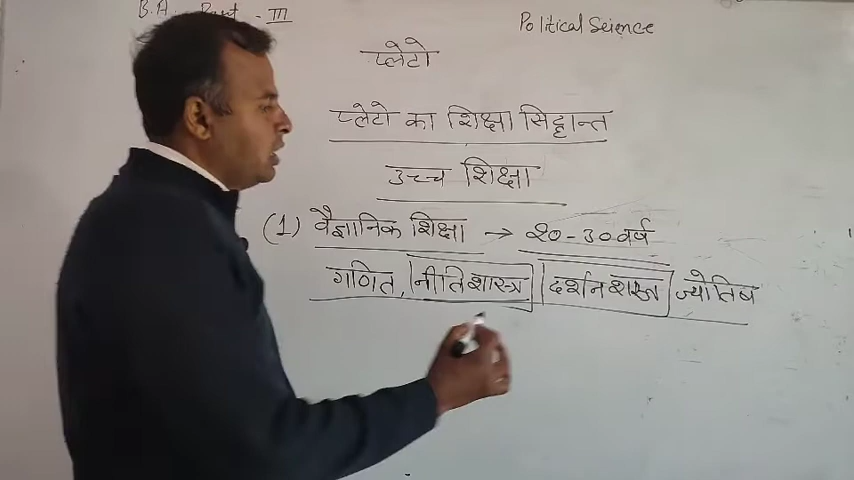 B.A. Part - III
Political Science
प्लेटो
प्लेटो का शिक्षा सिद्धान्त
उच्च शिक्षा
(1) वैज्ञानिक शिक्षा → २०-३० वर्ष
गणित, नीतिशास्त्र दर्शनशास्त्र ज्योतिष